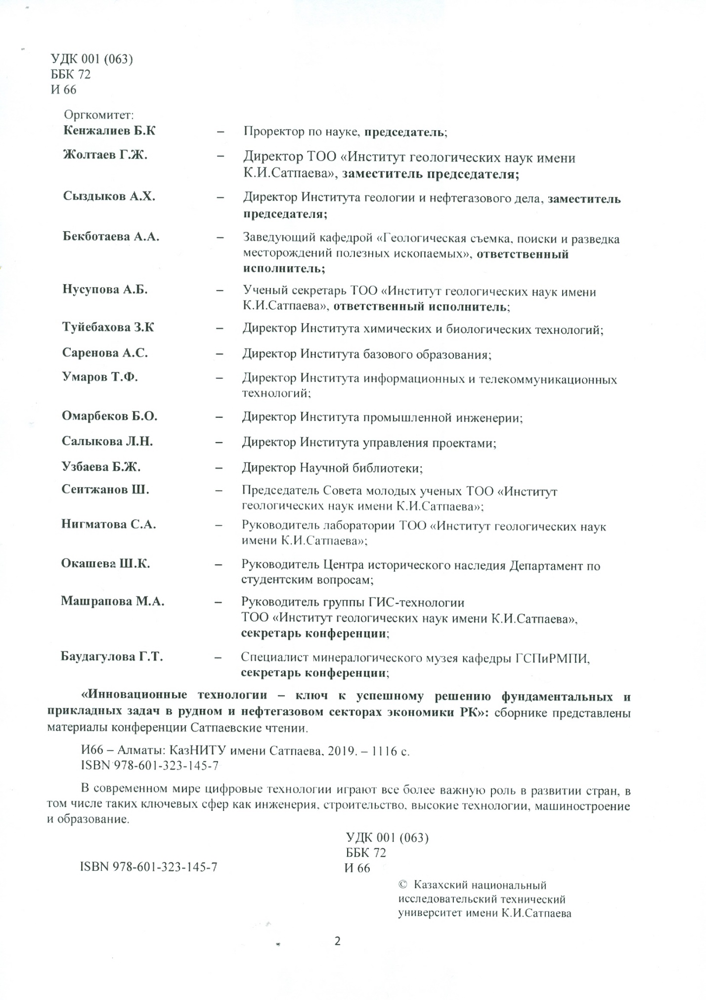 УДК 001 (063)
ББК 72
И 66
Оргкомитет:
Кенжалиев Б.К – Проректор по науке, председатель;
Жолтаев Г.Ж. – Директор ТОО «Институт геологических наук имени
К.И.Сатпаева», заместитель председателя;
Сыздыков А.Х. – Директор Института геологии и нефтегазового дела, заместитель
председателя;
Бекботаева А.А. – Заведующий кафедрой «Геологическая съемка, поиски и разведка
месторождений полезных ископаемых», ответственный
исполнитель;
Нусупова А.Б. – Ученый секретарь ТОО «Институт геологических наук имени
К.И.Сатпаева», ответственный исполнитель;
Туйебахова З.К – Директор Института химических и биологических технологий;
Саренова А.С. – Директор Института базового образования;
Умаров Т.Ф. – Директор Института информационных и телекоммуникационных
технологий;
Омарбеков Б.О. – Директор Института промышленной инженерии;
Салыкова Л.Н. – Директор Института управления проектами;
Узбаева Б.Ж. – Директор Научной библиотеки;
Сеитжанов Ш. – Председатель Совета молодых ученых ТОО «Институт
геологических наук имени К.И.Сатпаева»;
Нигматова С.А. – Руководитель лаборатории ТОО «Институт геологических наук
имени К.И.Сатпаева»;
Окашева Ш.К. – Руководитель Центра исторического наследия Департамент по
студентским вопросам;
Машрапова М.А. – Руководитель группы ГИС-технологии
ТОО «Институт геологических наук имени К.И.Сатпаева»,
секретарь конференции;
Баудагулова Г.Т. – Специалист минералогического музея кафедры ГСПиРМПИ,
секретарь конференции;
«Инновационные технологии – ключ к успешному решению фундаментальных и
прикладных задач в рудном и нефтегазовом секторах экономики РК»: сборнике представлены
материалы конференции Сатпаевские чтении.
И66 – Алматы: КазНИТУ имени Сатпаева, 2019. – 1116 с.
ISBN 978-601-323-145-7
В современном мире цифровые технологии играют все более важную роль в развитии стран, в
том числе таких ключевых сфер как инженерия, строительство, высокие технологии, машиностроение
и образование.
УДК 001 (063)
ББК 72
ISBN 978-601-323-145-7 И 66
© Казахский национальный
исследовательский технический
университет имени К.И.Сатпаева
2